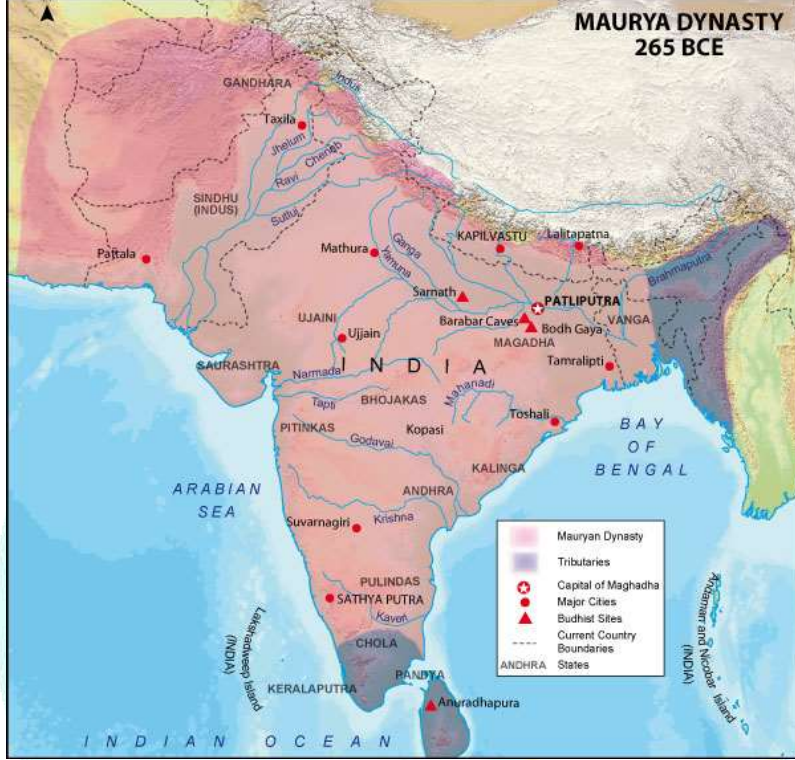 MAURYA DYNASTY
265 BCE
GANDHARA
Indus
Taxila
Jhelum
Chenab
Ravi
SINDHU
(INDUS)
Sutluj
Pattala
Mathura
Ganga
Yamuna
KAPILVASTU
Lalitapatna
Brahmaputra
Sarnath
PATLIPUTRA
UJAINI
Barabar Caves
VANGA
Ujjain
Bodh Gaya
MAGADHA
SAURASHTRA
INDIA
Narmada
Tamralipti
Tapti
BHOJAKAS
Mahanadi
PITINKAS
Kopasi
Toshali
Godavai
BAY
OF
BENGAL
KALINGA
ARABIAN
SEA
ANDHRA
Suvarnagiri
Krishna
Mauryan Dynasty
Tributaries
Capital of Maghadha
Major Cities
Budhist Sites
Current Country
Boundaries
ANDHRA States
PULINDAS
SATHYA PUTRA
Kaveri
Lakshadweep Island
(INDIA)
Andamarr and Nicobar Island
(INDIA)
CHOLA
PANDYA
KERALAPUTRA
Anuradhapura
INDIAN OCEAN